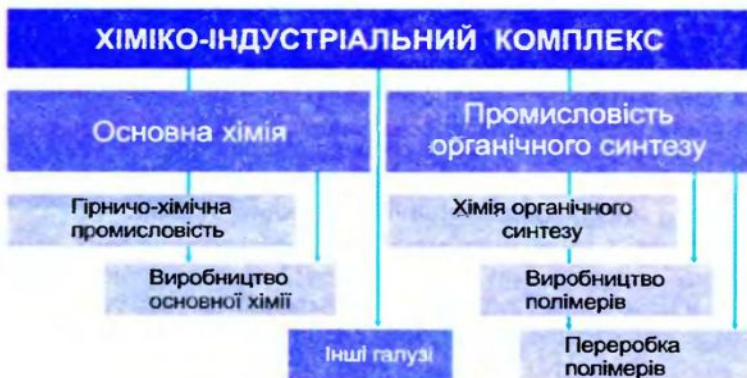 ХІМІКО-ІНДУСТРІАЛЬНИЙ КОМПЛЕКС
Основна хімія
Промисловість
органічного синтезу
Гірничо-хімічна
промисловість
Хімія органічного
синтезу
Виробництво
основної хімії
Виробництво
полімерів
Інші галузі
Переробка
полімерів